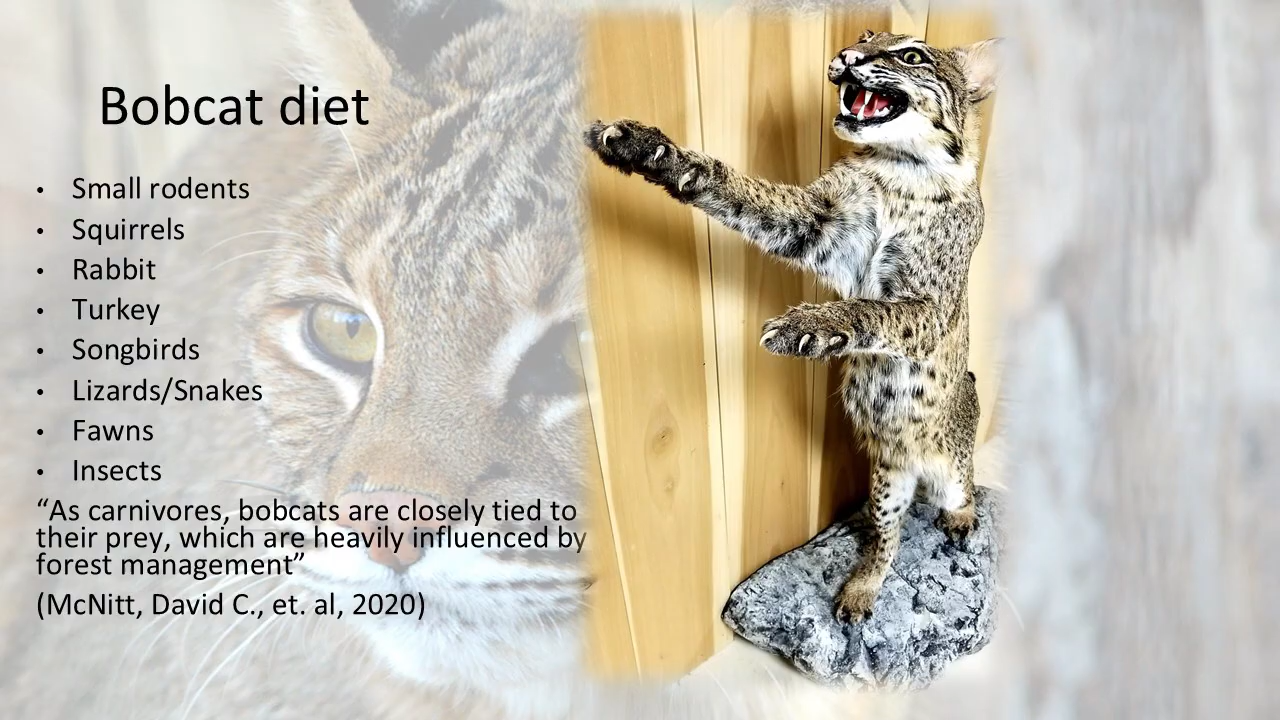 Bobcat diet
• Small rodents
• Squirrels
• Rabbit
• Turkey
• Songbirds
• Lizards/Snakes
• Fawns
• Insects
“As carnivores, bobcats are closely tied to
their prey, which are heavily influenced by
forest management”
(McNitt, David C., et. al, 2020)